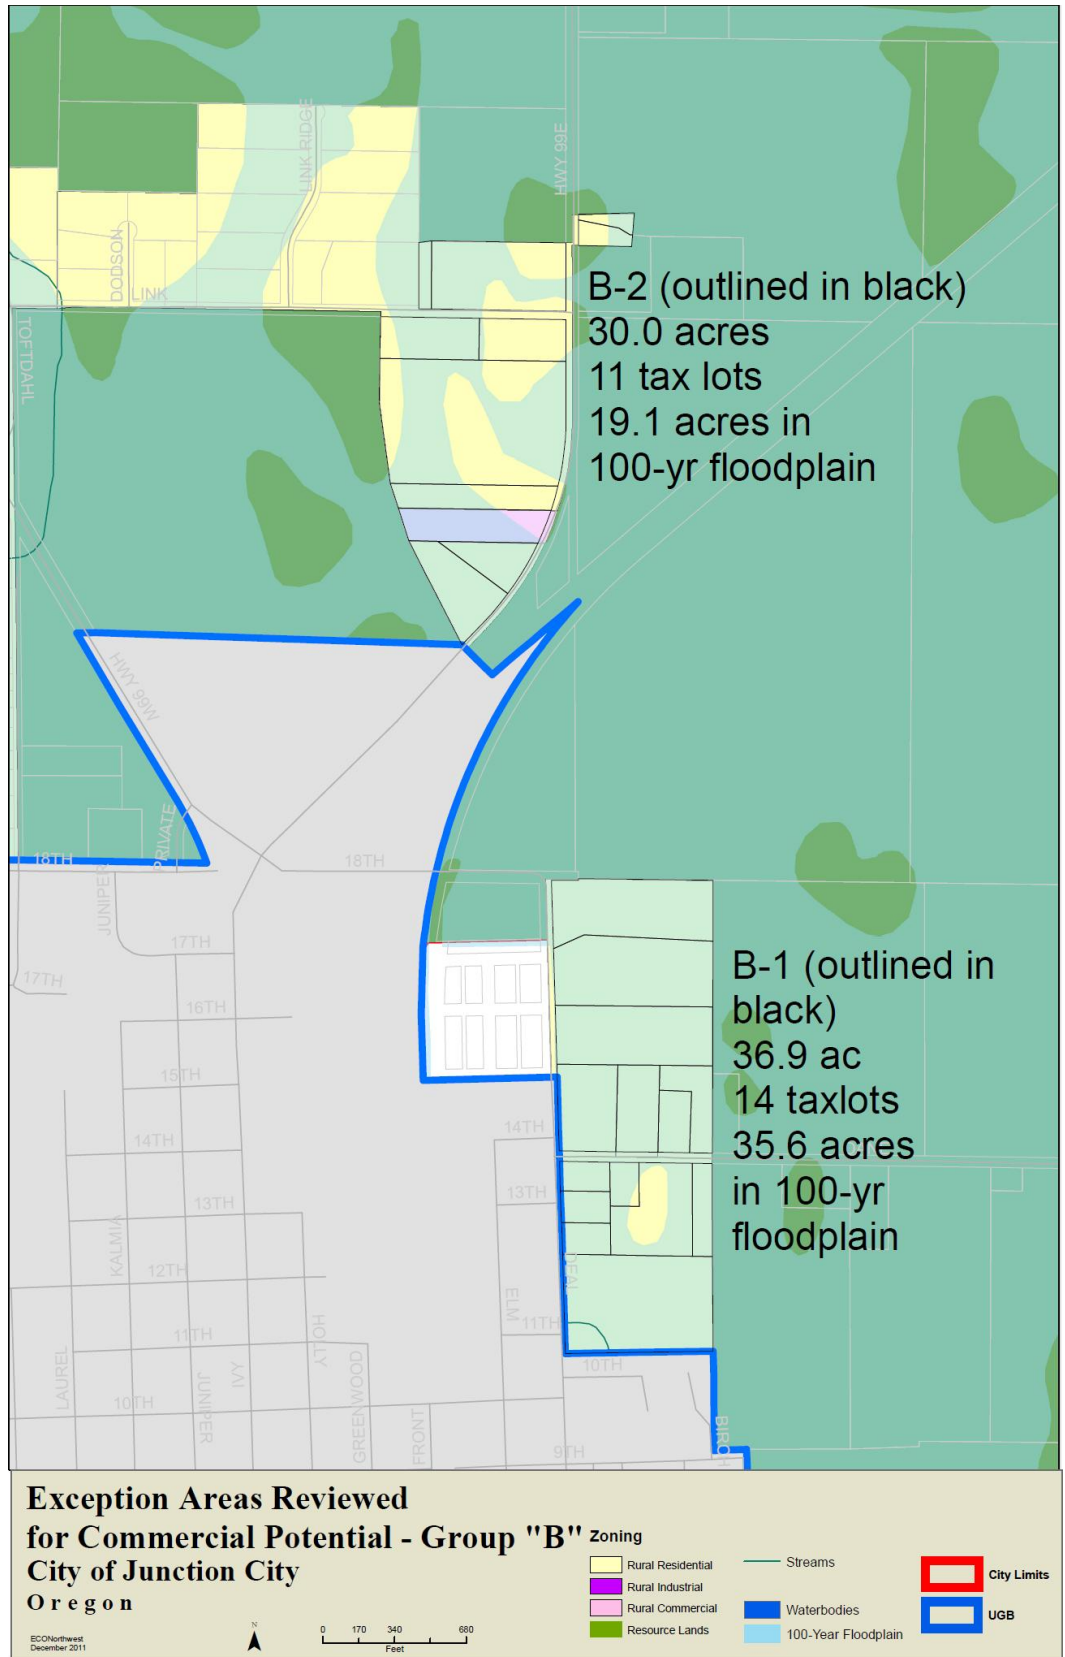 LINK RIDGE
HWY 99E
DODSON
LINK
TOFTDAHL
B-2 (outlined in black)
30.0 acres
11 tax lots
19.1 acres in
100-yr floodplain
HWY 99W
PRIVATE
18TH
18TH
JUNIPER
17TH
17TH
16TH
15TH
14TH
14TH
13TH
13TH
KALMIA
12TH
DEAL
ELM
11TH
11TH
HOLLY
IVY
LAUREL
JUNIPER
GREENWOOD
10TH
10TH
FRONT
9TH
BIRCH
B-1 (outlined in
black)
36.9 ac
14 taxlots
35.6 acres
in 100-yr
floodplain
Exception Areas Reviewed
for Commercial Potential - Group "B"
City of Junction City
Oregon
ECONorthwest
December 2011
N
0 170 340 680
Feet
Zoning
Rural Residential
Rural Industrial
Rural Commercial
Resource Lands
Streams
Waterbodies
100-Year Floodplain
City Limits
UGB